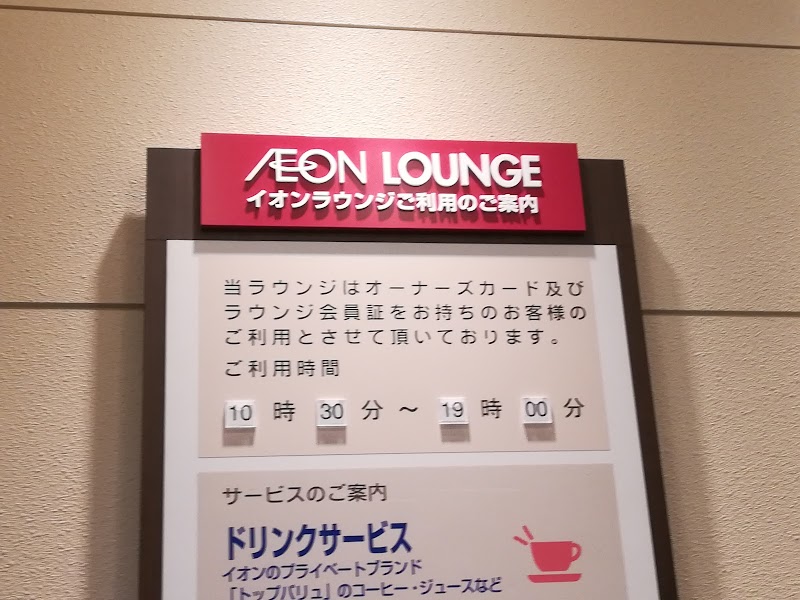 ÆON LOUNGE
イオンラウンジご利用のご案内
当ラウンジはオーナーズカード及び
ラウンジ会員証をお持ちのお客様の
ご利用とさせて頂いております。
ご利用時間
10 時 30 分 ～ 19 時 00 分
サービスのご案内
ドリンクサービス
イオンのプライベートブランド
「トップバリュ」のコーヒー・ジュースなど